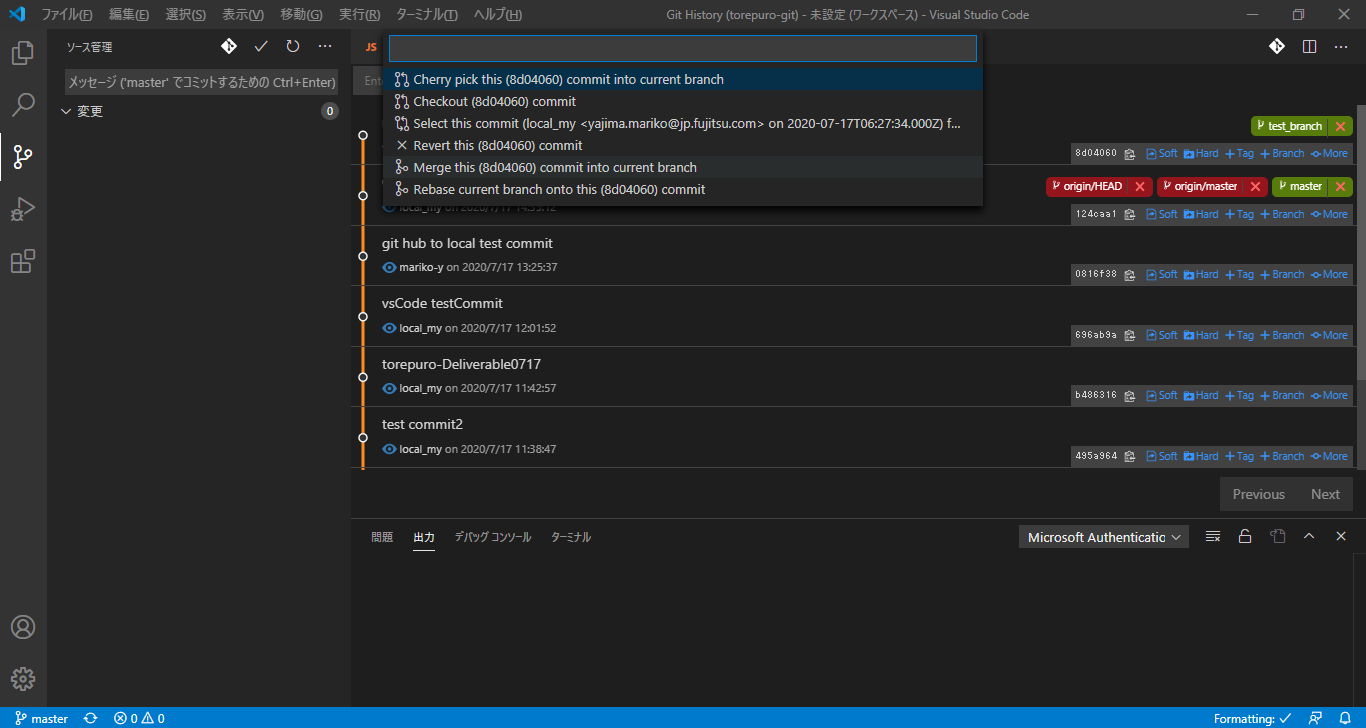 ファイル(F) 編集(E) 選択(S) 表示(V) 移動(G) 実行(R) ターミナル(T) ヘルプ(H) Git History (torepuro-git) - 未設定 (ワークスペース) - Visual Studio Code
ソース管理
メッセージ ('master' でコミットするための Ctrl+Enter)
変更 0
JS
Cherry pick this (8d04060) commit into current branch
Checkout (8d04060) commit
Select this commit (local_my <yajima.mariko@jp.fujitsu.com> on 2020-07-17T06:27:34.000Z) f...
Revert this (8d04060) commit
Merge this (8d04060) commit into current branch
Rebase current branch onto this (8d04060) commit
test_branch
8d04060 Soft Hard +Tag +Branch More
origin/HEAD origin/master master
124caa1 Soft Hard +Tag +Branch More
git hub to local test commit
mariko-y on 2020/7/17 13:25:37
0816f38 Soft Hard +Tag +Branch More
vsCode testCommit
local_my on 2020/7/17 12:01:52
696ab9a Soft Hard +Tag +Branch More
torepuro-Deliverable0717
local_my on 2020/7/17 11:42:57
b486316 Soft Hard +Tag +Branch More
test commit2
local_my on 2020/7/17 11:38:47
495a964 Soft Hard +Tag +Branch More
Previous Next
問題 出力 デバッグ コンソール ターミナル Microsoft Authenticatio
master 0 0 Formatting: